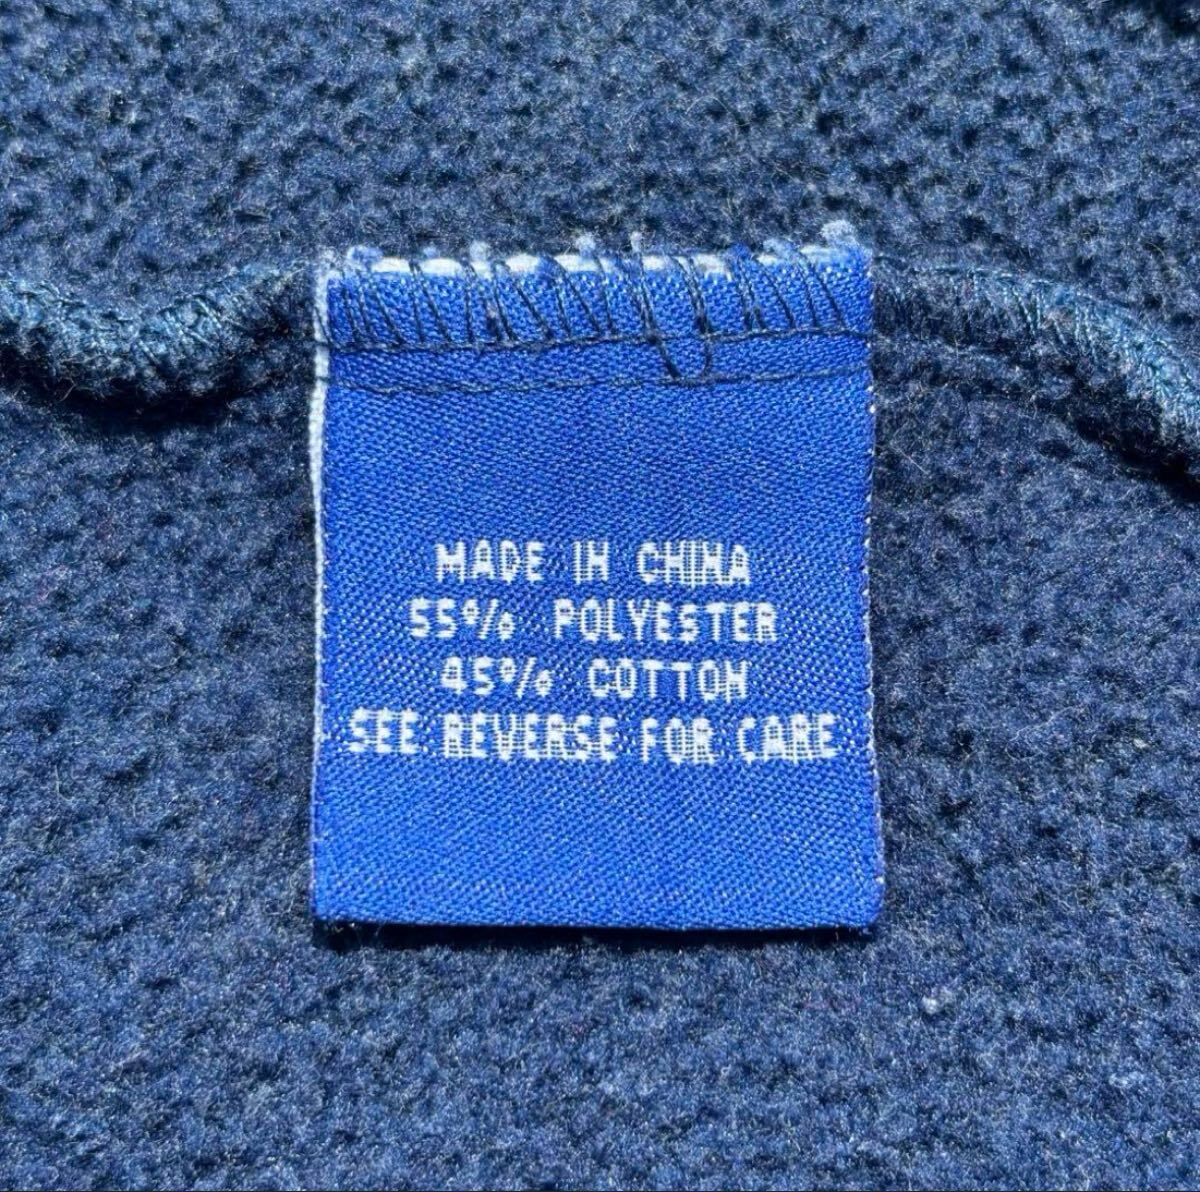 MADE IN CHINA
55% POLYESTER
45% COTTON
SEE REVERSE FOR CARE